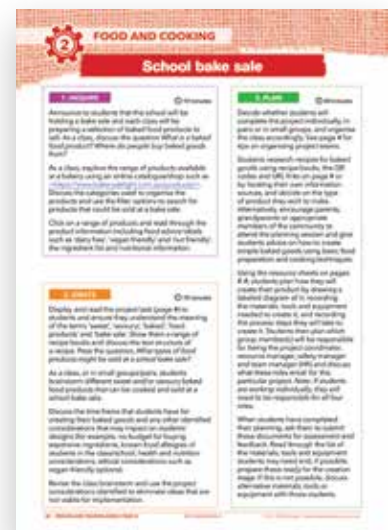 2
FOOD AND COOKING
School bake sale
1. INQUIRE
Announce to students that the school will be
holding a bake sale and each class will be
preparing a selection of baked food products to
sell. As a class, discuss the question What is a baked
food product? Where do people buy baked goods
from?
As a class, explore the range of products available
at a bakery using an online catalogue/shop such as
Discuss the categories used to organise the
products and use the filter options to search for
products that could be sold at a bake sale.
Click on a range of products and read through the
product information including food advice labels
such as 'dairy free', 'vegan friendly' and 'nut friendly',
the ingredient list and nutritional information.
2. IDEATE
Display and read the project task (page #) to
students and ensure they understand the meaning
of the terms 'sweet', 'savoury', 'baked', 'food
products' and 'bake sale'. Show them a range of
recipe books and discuss the text structure of
a recipe. Pose the question, What types of food
products might be sold at a school bake sale?
As a class, or in small groups/pairs, students
brainstorm different sweet and/or savoury baked
food products that can be cooked and sold at a
school bake sale.
Discuss the time frame that students have for
creating their baked goods and any other identified
considerations that may impact on students'
designs (for example, no budget for buying
expensive ingredients, known food allergies of
students in the class/school, health and nutrition
considerations, ethical considerations such as
vegan-friendly options).
Revise the class brainstorm and use the project
considerations identified to eliminate ideas that are
not viable for implementation.
3. PLAN
Decide whether students will
complete the project individually, in
pairs or in small groups, and organise
the class accordingly. See page # for
tips on organising project teams.
Students research recipes for baked
goods using recipe books, the QR
codes and URL links on page # or
by locating their own information
sources, and decide on the type
of product they wish to make.
Alternatively, encourage parents,
grandparents or appropriate
members of the community to
attend the planning session and give
students advice on how to create
simple baked goods using basic food
preparation and cooking techniques.
Using the resource sheets on pages
#-#, students plan how they will
create their product by drawing a
labelled diagram of it, recording
the materials, tools and equipment
needed to create it, and recording
the process steps they will take to
create it. Students then plan which
group member(s) will be responsible
for being the project coordinator,
resource manager, safety manager
and team manager (HR) and discuss
what these roles entail for this
particular project. Note: If students
are working individually, they will
need to be responsible for all four
roles.
When students have completed
their planning, ask them to submit
these documents for assessment and
feedback. Read through the list of
the materials, tools and equipment
students may need and, if possible,
prepare these ready for the creation
stage. If this is not possible, discuss
alternative materials, tools or
equipment with those students.